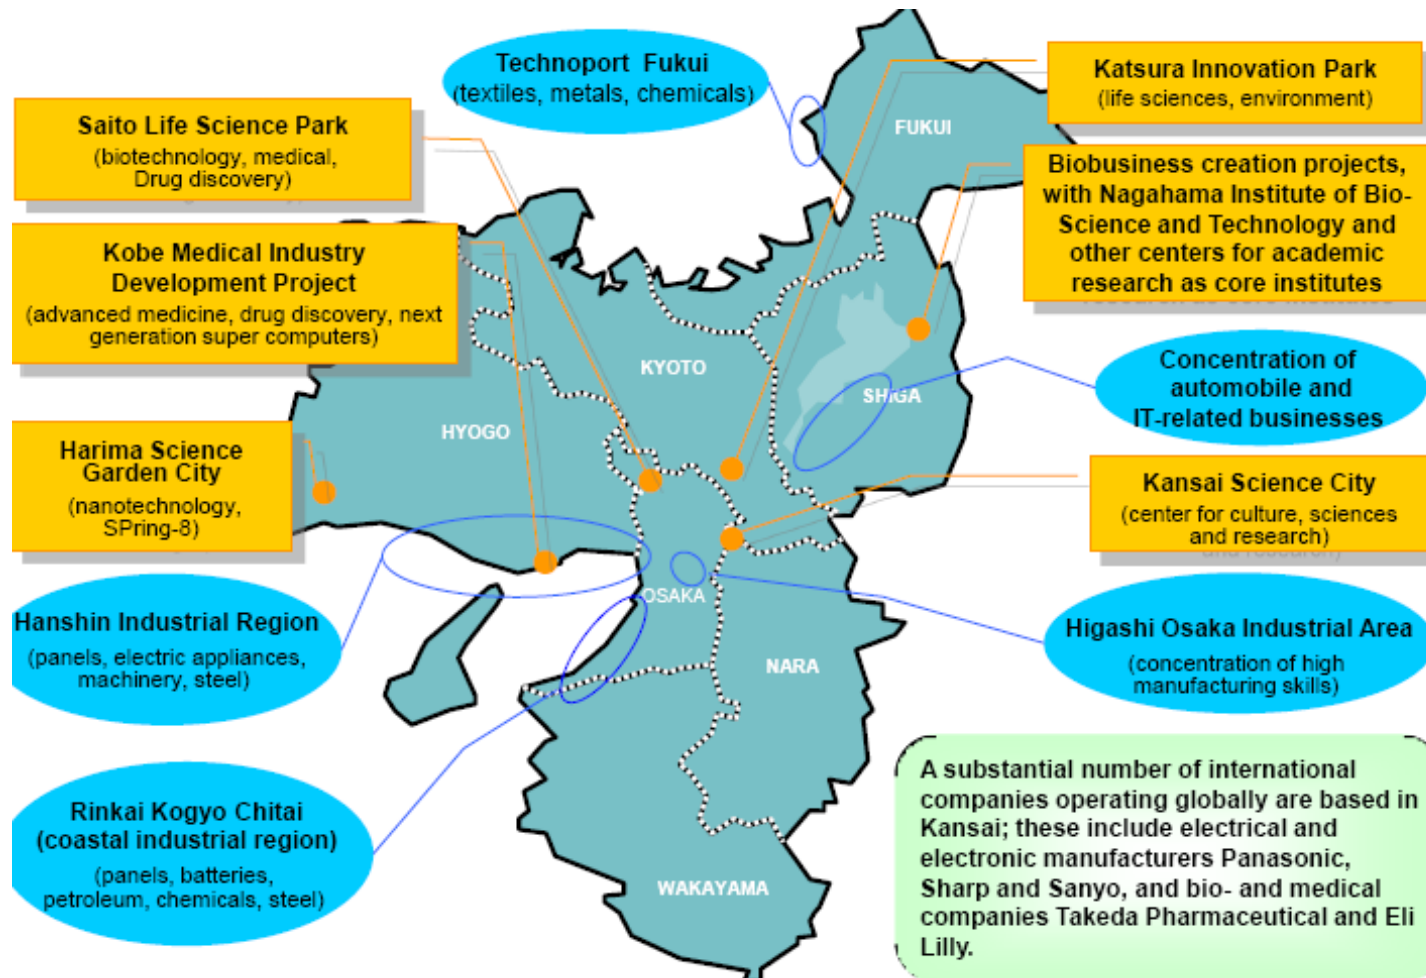 Technoport  Fukui
(textiles, metals, chemicals)
Katsura Innovation Park
(life sciences, environment)
Saito Life Science Park
(biotechnology, medical,
Drug discovery)
FUKUI
Biobusiness creation projects,
with Nagahama Institute of Bio-
Science and Technology and
other centers for academic
research as core institutes
Kobe Medical Industry
Development Project
(advanced medicine, drug discovery, next
generation super computers)
KYOTO
SHIGA
HYOGO
Concentration of
automobile and
IT-related businesses
Harima Science
Garden City
(nanotechnology,
SPring-8)
Kansai Science City
(center for culture, sciences
and research)
Hanshin Industrial Region
(panels, electric appliances,
machinery, steel)
OSAKA
NARA
Higashi Osaka Industrial Area
(concentration of high
manufacturing skills)
Rinkai Kogyo Chitai
(coastal industrial region)
(panels, batteries,
petroleum, chemicals, steel)
WAKAYAMA
A substantial number of international
companies operating globally are based in
Kansai; these include electrical and
electronic manufacturers Panasonic,
Sharp and Sanyo, and bio- and medical
companies Takeda Pharmaceutical and Eli
Lilly.